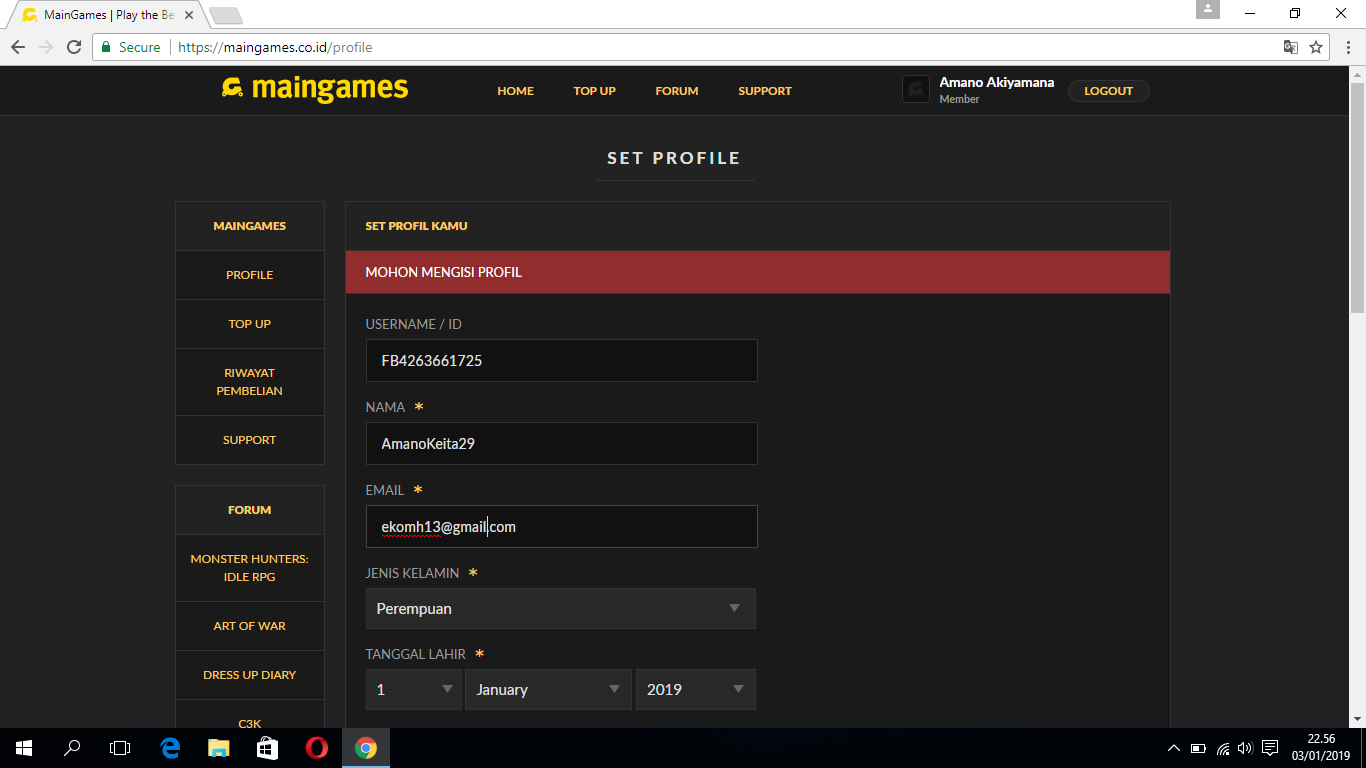 MainGames | Play the Be
Secure
https://maingames.co.id/profile
maingames
HOME
TOP UP
FORUM
SUPPORT
Amano Akiyamana
Member
LOGOUT
SET PROFILE
MAINGAMES
PROFILE
TOP UP
RIWAYAT
PEMBELIAN
SUPPORT
FORUM
MONSTER HUNTERS:
IDLE RPG
ART OF WAR
DRESS UP DIARY
C3K
SET PROFIL KAMU
MOHON MENGISI PROFIL
USERNAME / ID
FB4263661725
NAMA *
AmanoKeita29
EMAIL *
ekomh13@gmail.com
JENIS KELAMIN *
Perempuan
TANGGAL LAHIR *
1
January
2019
22.56
03/01/2019